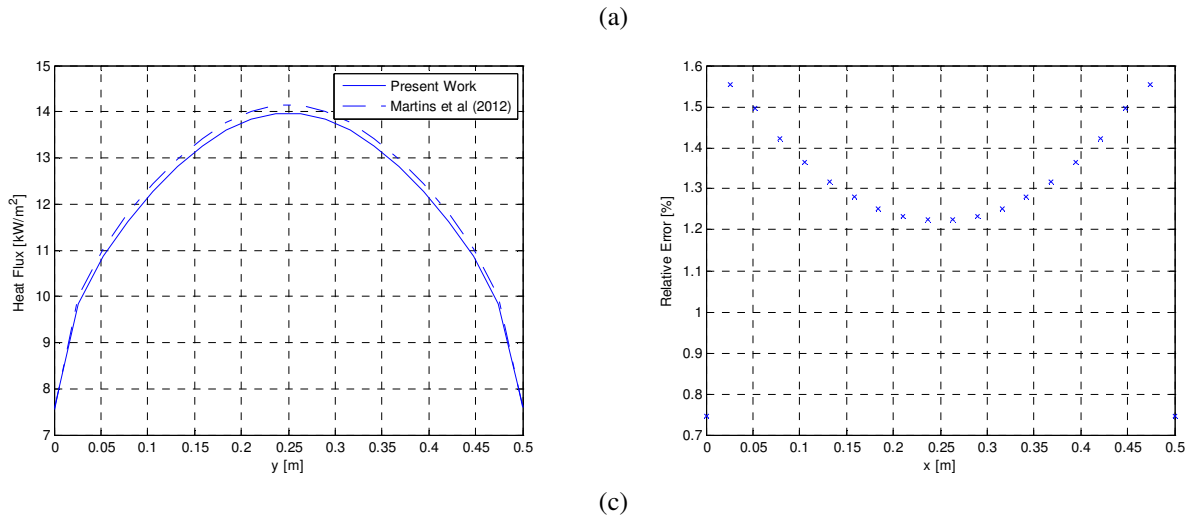 (a)
15
14
13
12
11
10
9
8
7
Heat Flux [kW/m²]
0 0.05 0.1 0.15 0.2 0.25 0.3 0.35 0.4 0.45 0.5
y [m]
Present Work
Martins et al (2012)
1.6
1.5
1.4
1.3
1.2
1.1
1
0.9
0.8
0.7
Relative Error [%]
0 0.05 0.1 0.15 0.2 0.25 0.3 0.35 0.4 0.45 0.5
x [m]
(c)